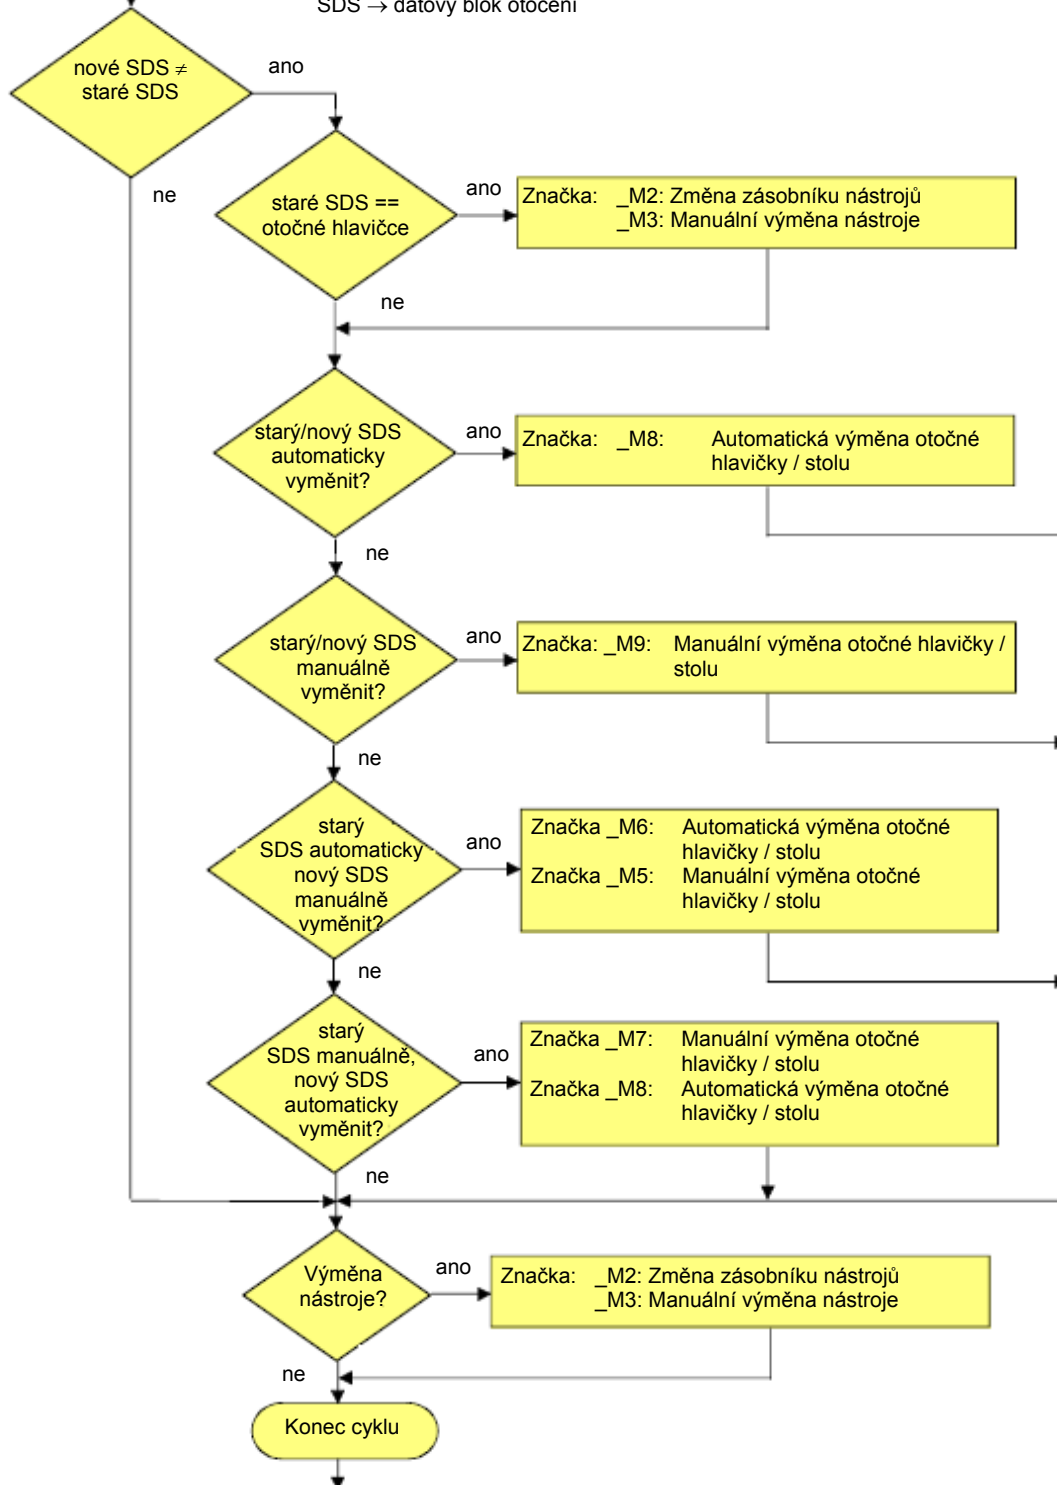 SDS → datový blok otočení
nové SDS ≠
staré SDS
ano
ne
staré SDS ==
otočné hlavičce
ano
Značka: _M2: Změna zásobníku nástrojů
_M3: Manuální výměna nástroje
ne
starý/nový SDS
automaticky
vyměnit?
ano
Značka: _M8: Automatická výměna otočné
hlavičky / stolu
ne
starý/nový SDS
manuálně
vyměnit?
ano
Značka: _M9: Manuální výměna otočné hlavičky /
stolu
ne
starý
SDS automaticky
nový SDS
manuálně
vyměnit?
ano
Značka _M6: Automatická výměna otočné
hlavičky / stolu
Značka _M5: Manuální výměna otočné
hlavičky / stolu
ne
starý
SDS manuálně,
nový SDS
automaticky
vyměnit?
ano
Značka _M7: Manuální výměna otočné
hlavičky / stolu
Značka _M8: Automatická výměna otočné
hlavičky / stolu
ne
Výměna
nástroje?
ano
Značka: _M2: Změna zásobníku nástrojů
_M3: Manuální výměna nástroje
ne
Konec cyklu